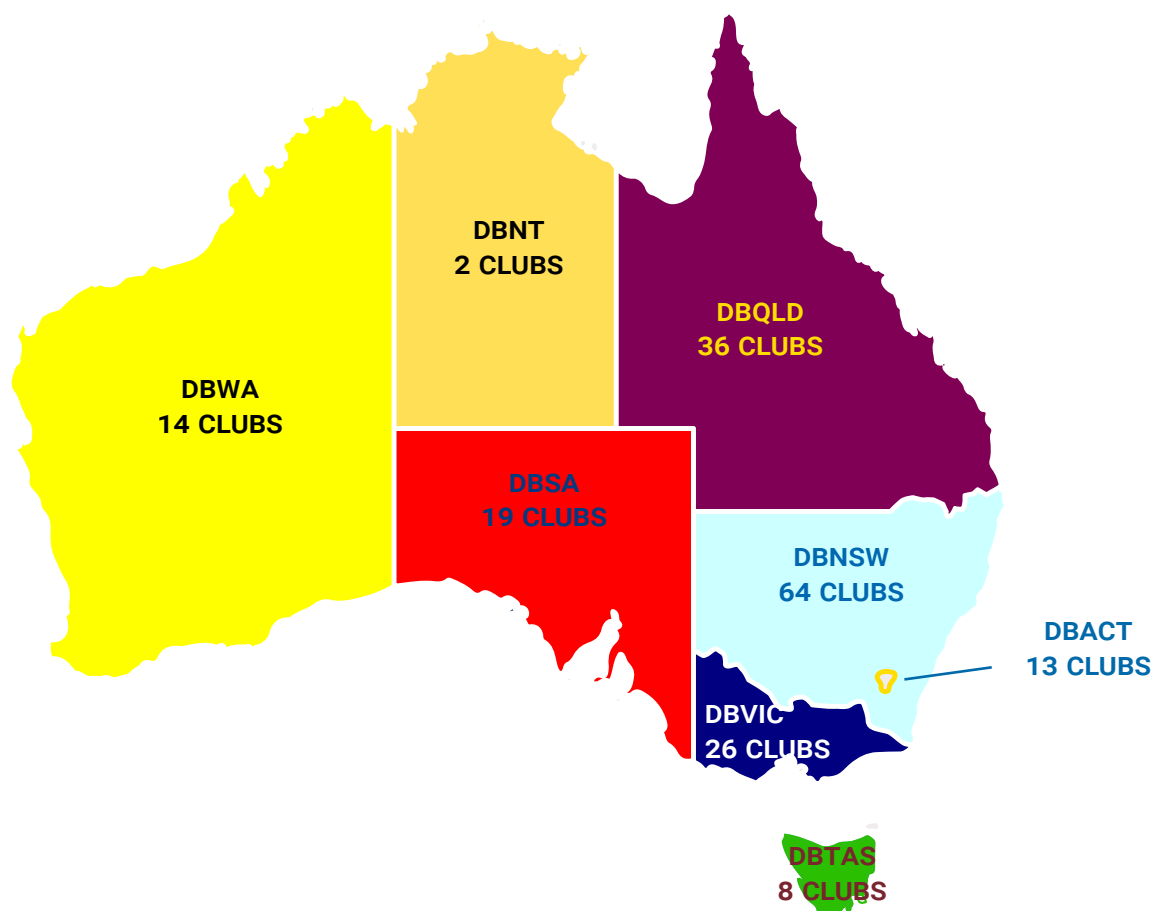 DBNT
2 CLUBS
DBQLD
36 CLUBS
DBWA
14 CLUBS
DBSA
19 CLUBS
DBNSW
64 CLUBS
DBACT
13 CLUBS
DBVIC
26 CLUBS
DBTAS
8 CLUBS